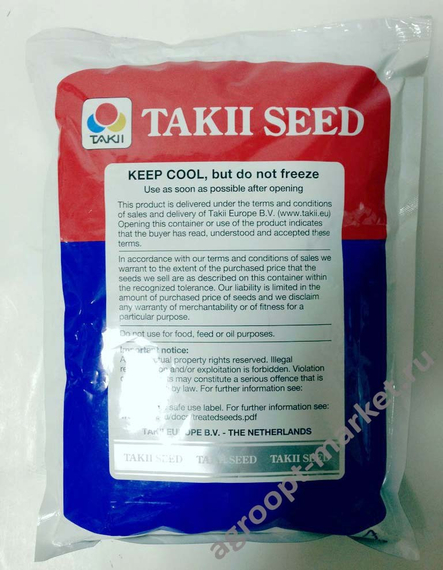 TAKII
TAKII SEED
KEEP COOL, but do not freeze
Use as soon as possible after opening
This product is delivered under the terms and conditions
of sales and delivery of Takii Europe B.V. (www.takii.eu)
Opening this container or use of the product indicates
that the buyer has read, understood and accepted these
terms.
In accordance with our terms and conditions of sales we
warrant to the extent of the purchased price that the
seeds we sell are as described on this container within
the recognized tolerance. Our liability is limited in the
amount of purchased price of seeds and we disclaim
any warranty of merchantability or of fitness for a
particular purpose.
Do not use for food, feed or oil purposes.
Important notice:
property rights reserved. Illegal
and/or exploitation is forbidden. Violation
may constitute a serious offence that is
by law. For further information see:
safe use label. For further information see:
treatedseeds.pdf
TAKII EUROPE B.V. - THE NETHERLANDS
TAKII SEED TAKII SEED TAKII SEED
agroopt-market.ru